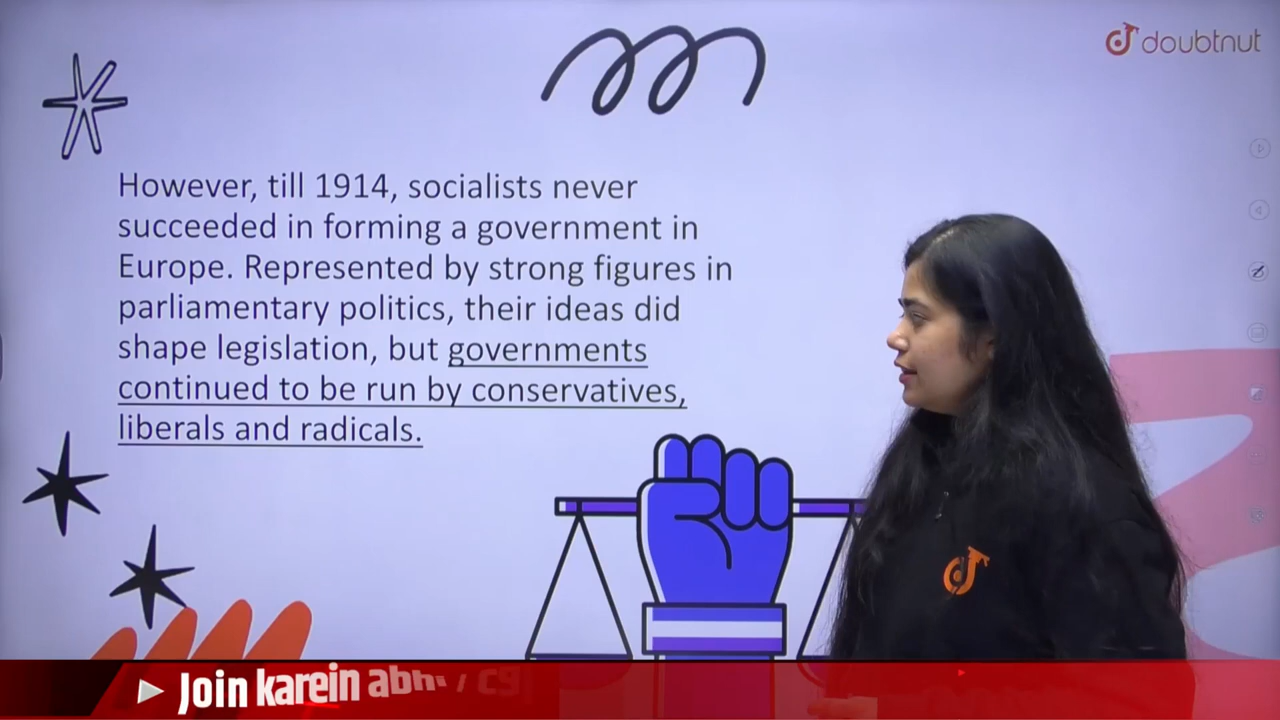 doubtnut
However, till 1914, socialists never
succeeded in forming a government in
Europe. Represented by strong figures in
parliamentary politics, their ideas did
shape legislation, but governments
continued to be run by conservatives,
liberals and radicals.
Join karein